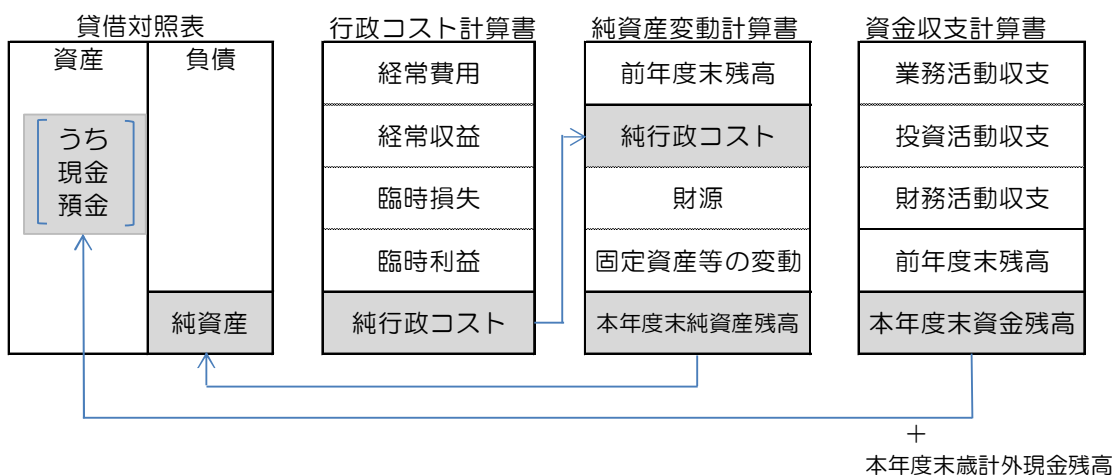 貸借対照表
資産
負債
うち
現金
預金
純資産
行政コスト計算書
経常費用
経常収益
臨時損失
臨時利益
純行政コスト
純資産変動計算書
前年度末残高
純行政コスト
財源
固定資産等の変動
本年度末純資産残高
資金収支計算書
業務活動収支
投資活動収支
財務活動収支
前年度末残高
本年度末資金残高
＋
本年度末歳計外現金残高